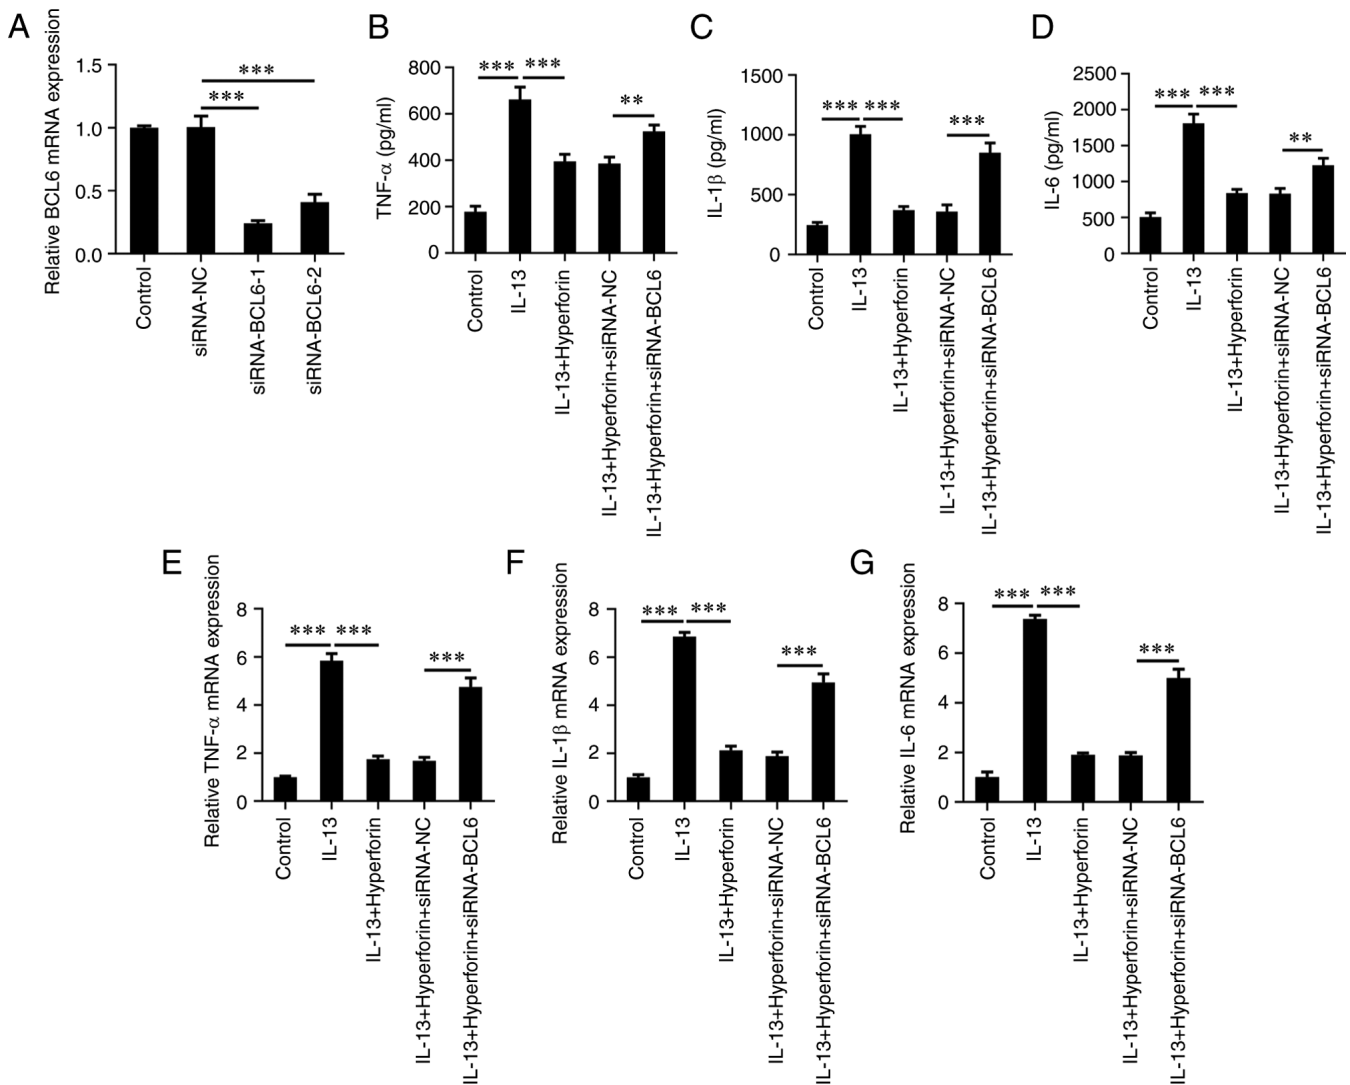 A
Relative BCL6 mRNA expression
1.5
1.0
0.5
0.0
***
***
Control
siRNA-NC
siRNA-BCL6-1
siRNA-BCL6-2
B
TNF-α (pg/ml)
800
600
400
200
0
*** ***
**
Control
IL-13
IL-13+Hyperforin
IL-13+Hyperforin+siRNA-NC
IL-13+Hyperforin+siRNA-BCL6
C
IL-1β (pg/ml)
1500
1000
500
0
*** ***
***
Control
IL-13
IL-13+Hyperforin
IL-13+Hyperforin+siRNA-NC
IL-13+Hyperforin+siRNA-BCL6
D
IL-6 (pg/ml)
2500
2000
1500
1000
500
0
*** ***
**
Control
IL-13
IL-13+Hyperforin
IL-13+Hyperforin+siRNA-NC
IL-13+Hyperforin+siRNA-BCL6
E
Relative TNF-α mRNA expression
8
6
4
2
0
*** ***
***
Control
IL-13
IL-13+Hyperforin
IL-13+Hyperforin+siRNA-NC
IL-13+Hyperforin+siRNA-BCL6
F
Relative IL-1β mRNA expression
8
6
4
2
0
*** ***
***
Control
IL-13
IL-13+Hyperforin
IL-13+Hyperforin+siRNA-NC
IL-13+Hyperforin+siRNA-BCL6
G
Relative IL-6 mRNA expression
8
6
4
2
0
*** ***
***
Control
IL-13
IL-13+Hyperforin
IL-13+Hyperforin+siRNA-NC
IL-13+Hyperforin+siRNA-BCL6